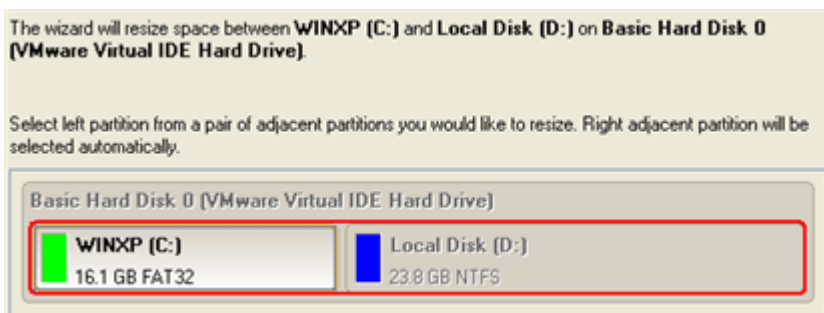 The wizard will resize space between WINXP (C:) and Local Disk (D:) on Basic Hard Disk 0
(VMware Virtual IDE Hard Drive).
Select left partition from a pair of adjacent partitions you would like to resize. Right adjacent partition will be
selected automatically.
Basic Hard Disk 0 (VMware Virtual IDE Hard Drive)
WINXP (C:)
16.1 GB FAT32
Local Disk (D:)
23.8 GB NTFS